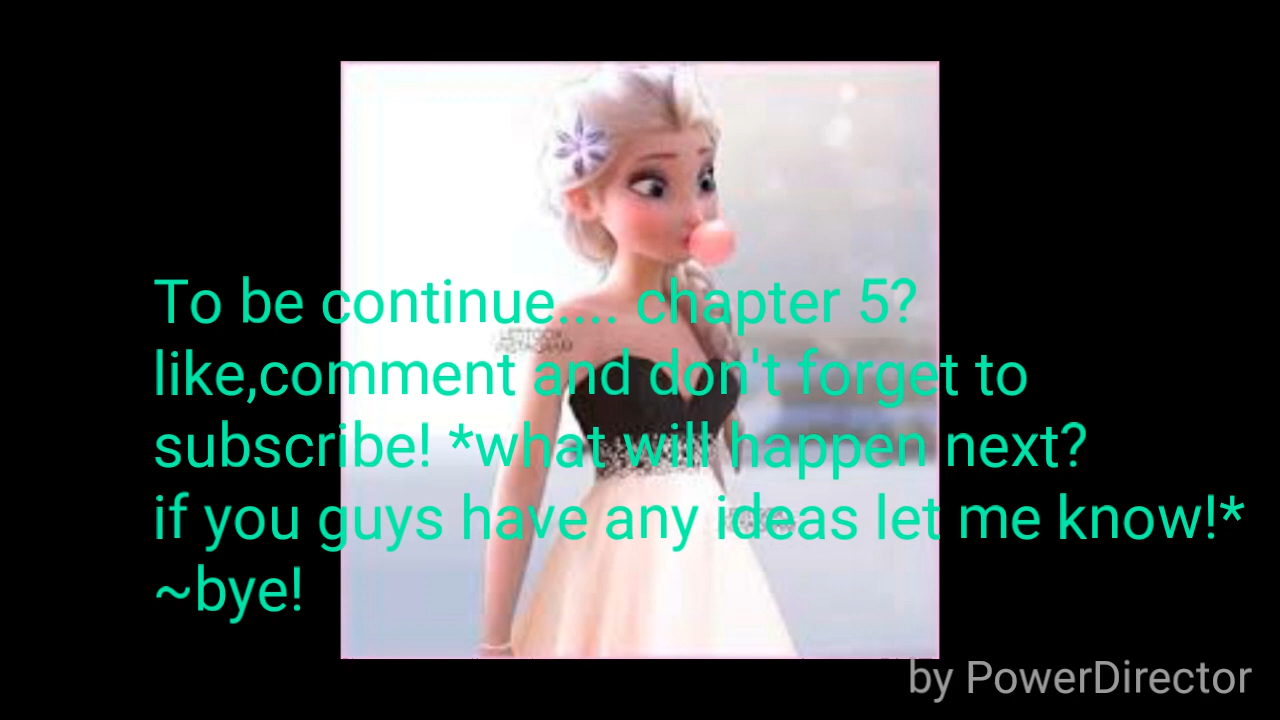 To be continue.... chapter 5?
like,comment and don't forget to
subscribe! *what will happen next?
if you guys have any ideas let me know!*
~bye!
by PowerDirector